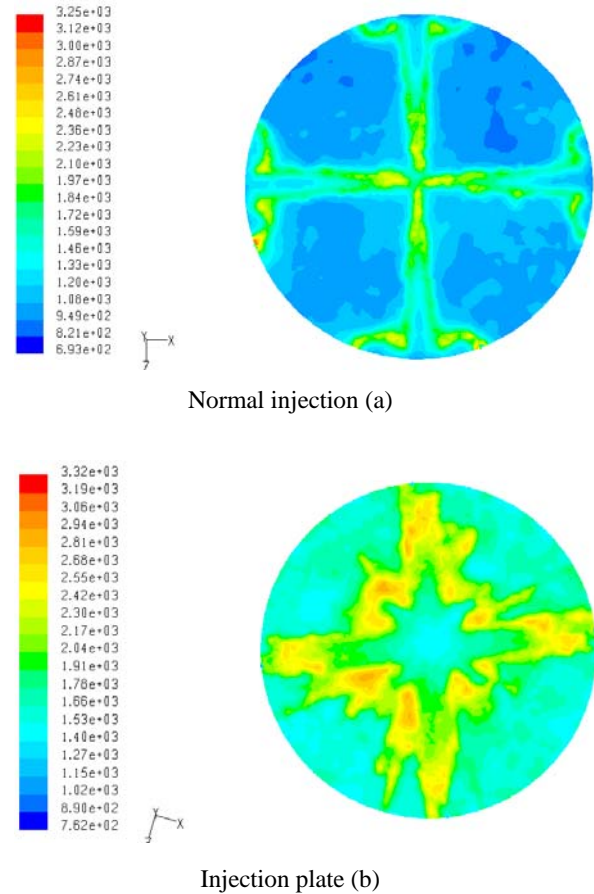 3.25e+03
3.12e+03
3.00e+03
2.87e+03
2.74e+03
2.61e+03
2.48e+03
2.36e+03
2.23e+03
2.10e+03
1.97e+03
1.84e+03
1.72e+03
1.59e+03
1.46e+03
1.33e+03
1.20e+03
1.08e+03
9.49e+02
8.21e+02
6.93e+02
Y
X
Z
Normal injection (a)
3.32e+03
3.19e+03
3.06e+03
2.94e+03
2.81e+03
2.68e+03
2.55e+03
2.42e+03
2.30e+03
2.17e+03
2.04e+03
1.91e+03
1.78e+03
1.66e+03
1.53e+03
1.40e+03
1.27e+03
1.15e+03
1.02e+03
8.90e+02
7.62e+02
Y
X
Z
Injection plate (b)